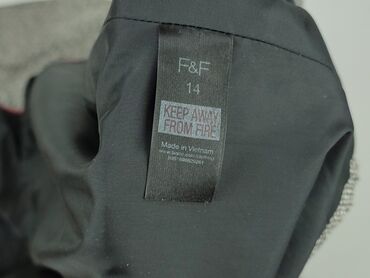 F&F
14
KEEP AWAY
FROM FIRE
Made in Vietnam